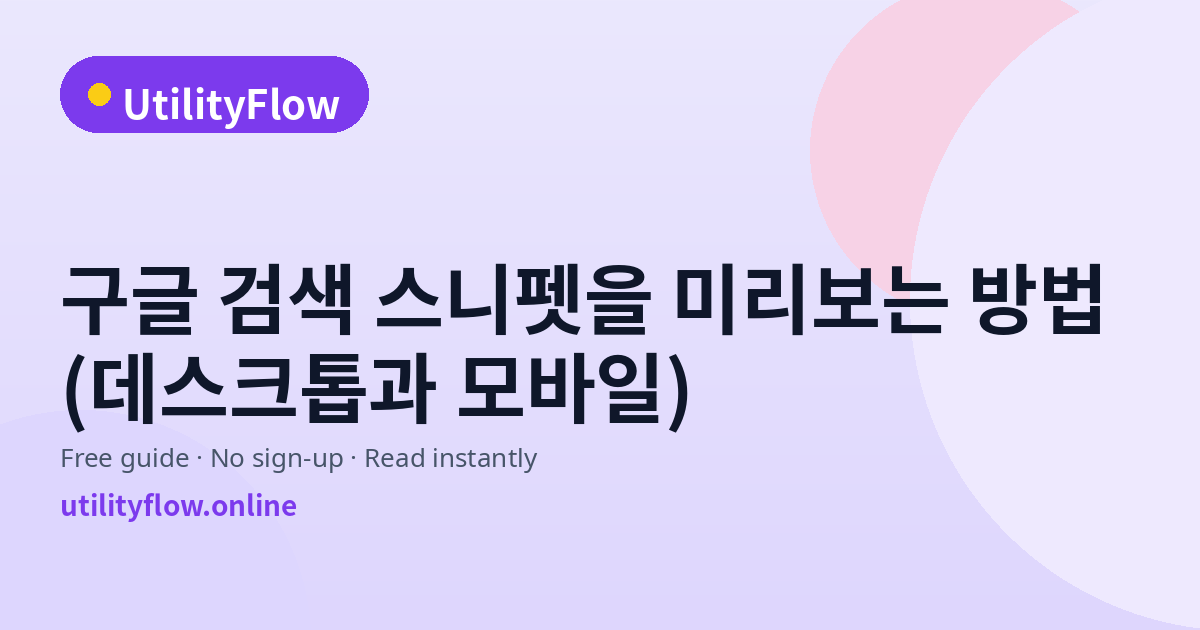 UtilityFlow
구글 검색 스니펫을 미리보는 방법
(데스크톱과 모바일)
Free guide · No sign-up · Read instantly
utilityflow.online